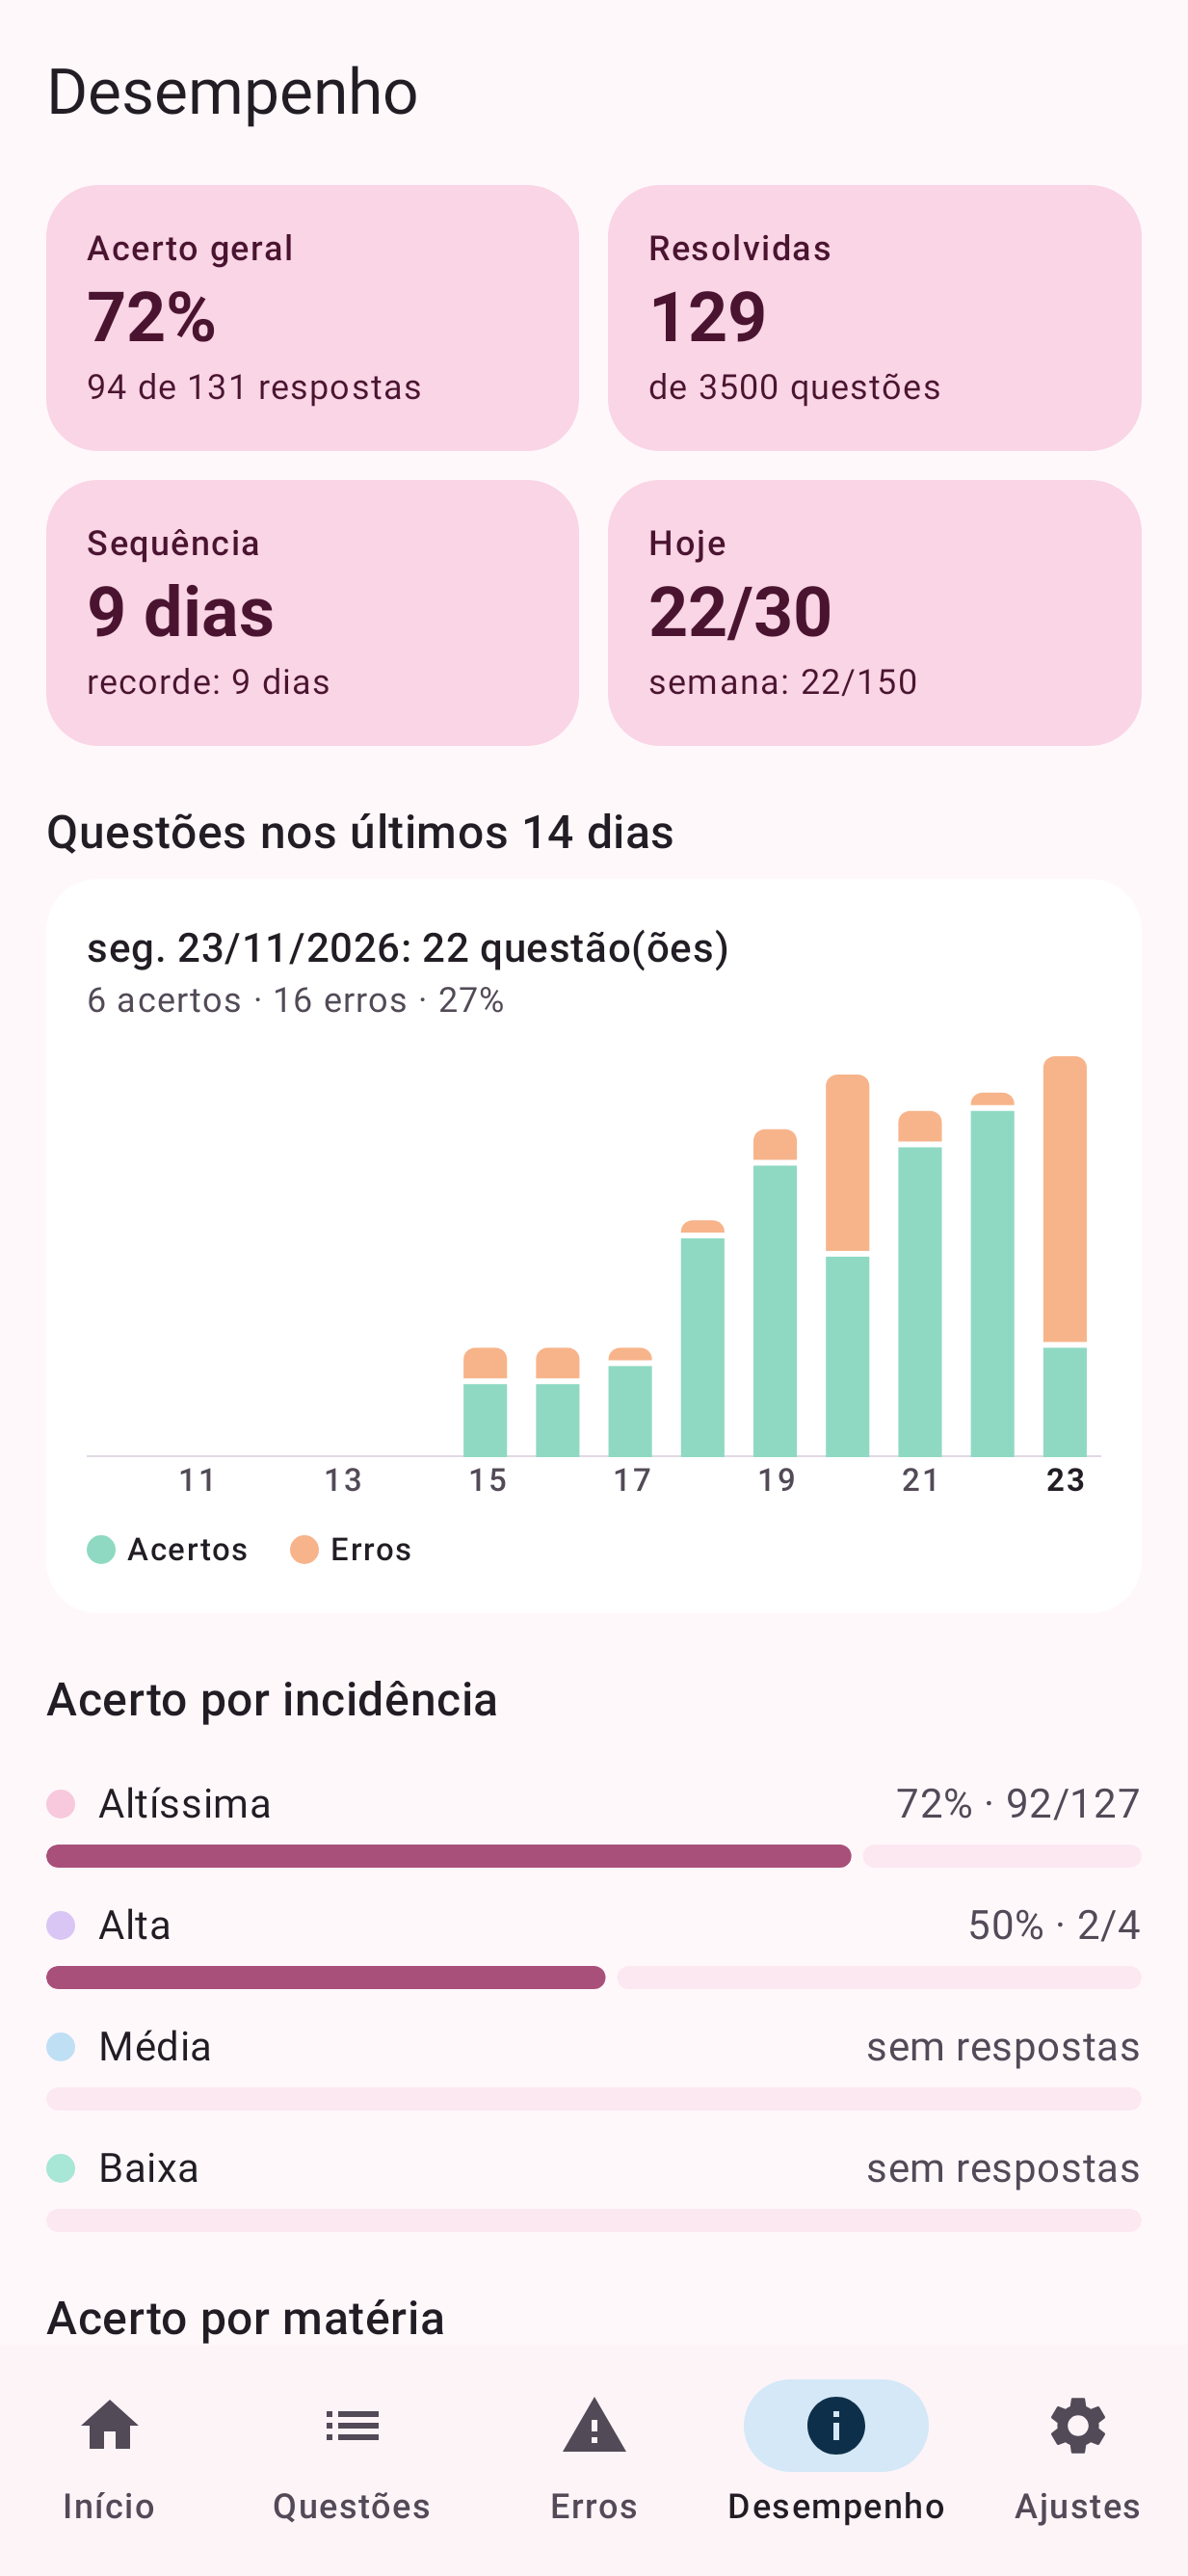 Desempenho
Acerto geral
72%
94 de 131 respostas
Resolvidas
129
de 3500 questões
Sequência
9 dias
recorde: 9 dias
Hoje
22/30
semana: 22/150
Questões nos últimos 14 dias
seg. 23/11/2026: 22 questão(ões)
6 acertos · 16 erros · 27%
11 13 15 17 19 21 23
Acertos Erros
Acerto por incidência
Altíssima 72% · 92/127
Alta 50% · 2/4
Média sem respostas
Baixa sem respostas
Acerto por matéria
Início Questões Erros Desempenho Ajustes